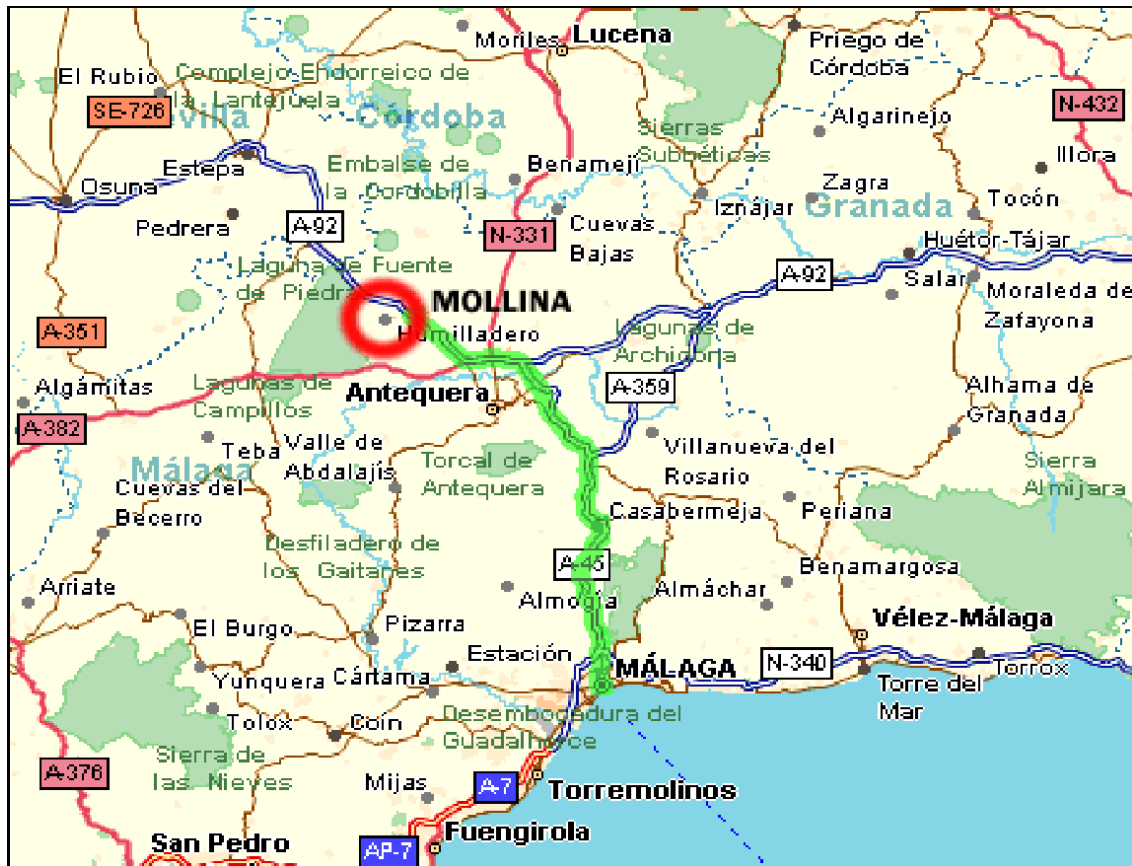 Moriles
Lucena
Priego de
Córdoba
El Rubio
Complejo Endorreico de
la Lantejuela
SE-726
Sevilla
Córdoba
N-432
Algarinejo
Sierras
Subbéticas
Illora
Estepa
Embalse de
la Cordobilla
Benamejí
Osuna
Zagra
Iznájar
Granada
Tocón
Pedrera
A-92
N-331
Cuevas
Bajas
Huétor-Tájar
Laguna de Fuente
de Piedra
A-92
Salar
Moraleda de
Zafayona
MOLLINA
Humilladero
A-351
Lagunas de
Archidona
Algámitas
Lagunas de
Campillos
Antequera
A-359
Alhama de
Granada
A-382
Teba
Valle de
Abdalajís
Villanueva del
Rosario
Málaga
Torcal de
Antequera
Sierra
Almijara
Cuevas del
Becerro
Casabermeja
Periana
Desfiladero de
los Gaitanes
A-45
Benamargosa
Arriate
Almogía
Almáchar
El Burgo
Pizarra
Vélez-Málaga
Estación
MÁLAGA
N-340
Torrox
Yunquera
Cártama
Torre del
Mar
Tolox
Coín
Desembocadura del
Guadalhorce
Sierra de
las Nieves
A-376
Mijas
A-7
Torremolinos
San Pedro
AP-7
Fuengirola